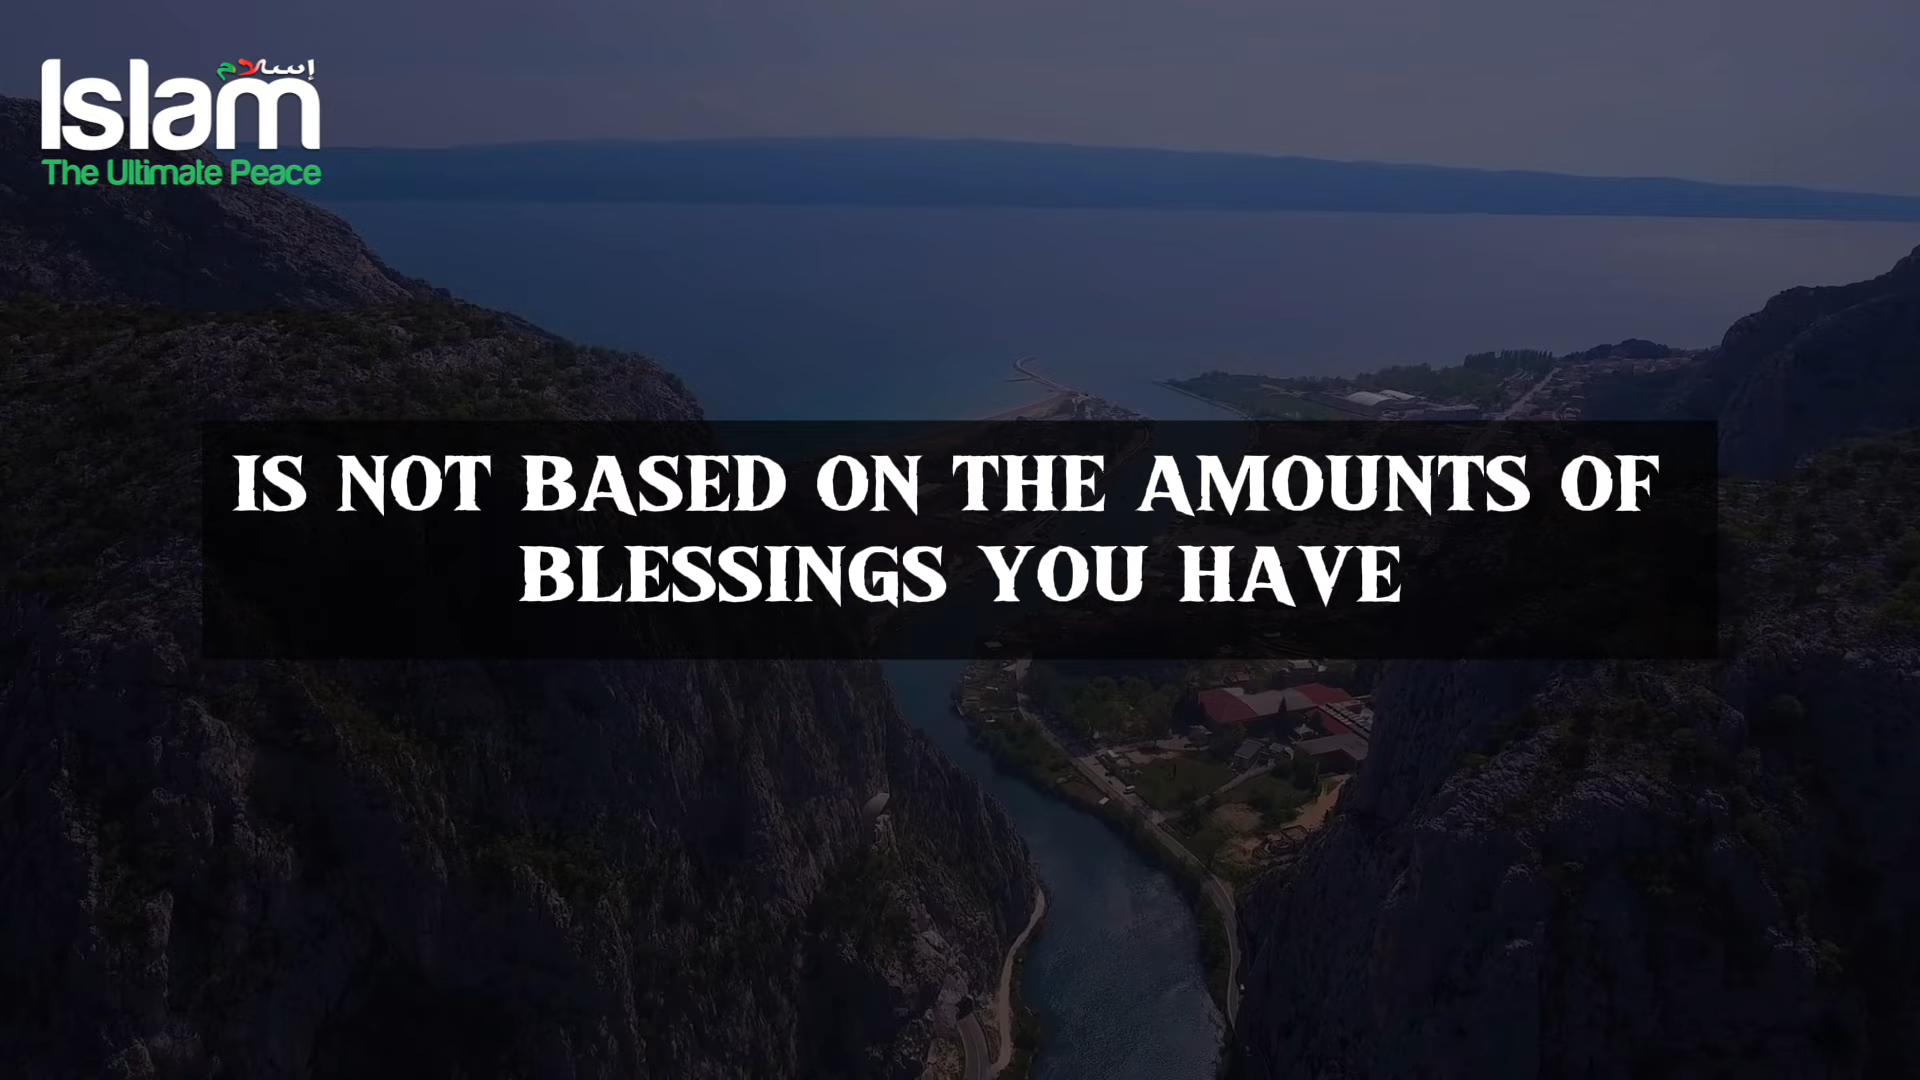 إسلام
Islam
The Ultimate Peace
IS NOT BASED ON THE AMOUNTS OF
BLESSINGS YOU HAVE